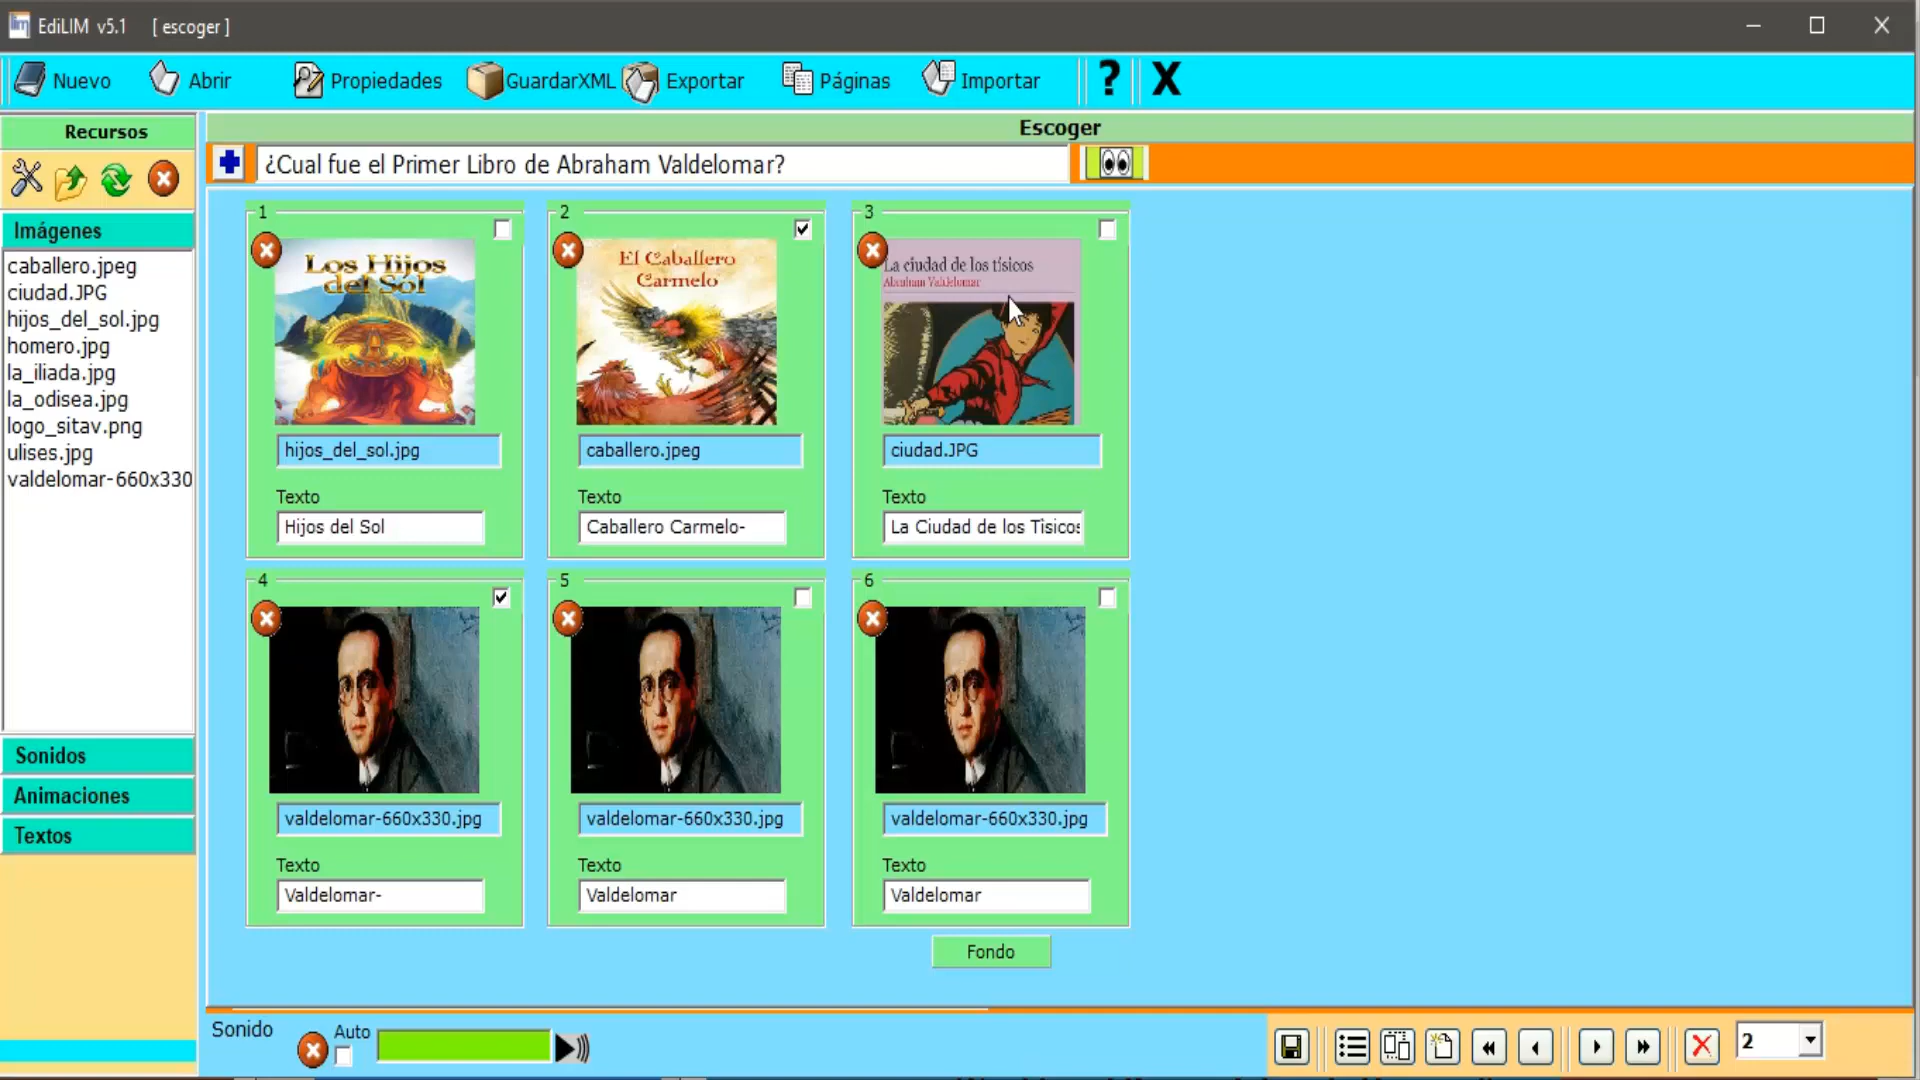 EdiLIM v5.1 [ escoger ]
Nuevo Abrir Propiedades GuardarXML Exportar Páginas Importar ? X
Recursos
Escoger
¿Cual fue el Primer Libro de Abraham Valdelomar?
Imágenes
caballero.jpeg
ciudad.JPG
hijos_del_sol.jpg
homero.jpg
la_iliada.jpg
la_odisea.jpg
logo_sitav.png
ulises.jpg
valdelomar-660x330
Sonidos
Animaciones
Textos
1
Los Hijos
del Sol
hijos_del_sol.jpg
Texto
Hijos del Sol
2
El Caballero
Carmelo
caballero.jpeg
Texto
Caballero Carmelo-
3
La ciudad de los tísicos
Abraham Valdelomar
ciudad.JPG
Texto
La Ciudad de los Tìsicos
4
valdelomar-660x330.jpg
Texto
Valdelomar-
5
valdelomar-660x330.jpg
Texto
Valdelomar
6
valdelomar-660x330.jpg
Texto
Valdelomar
Fondo
Sonido
Auto
2